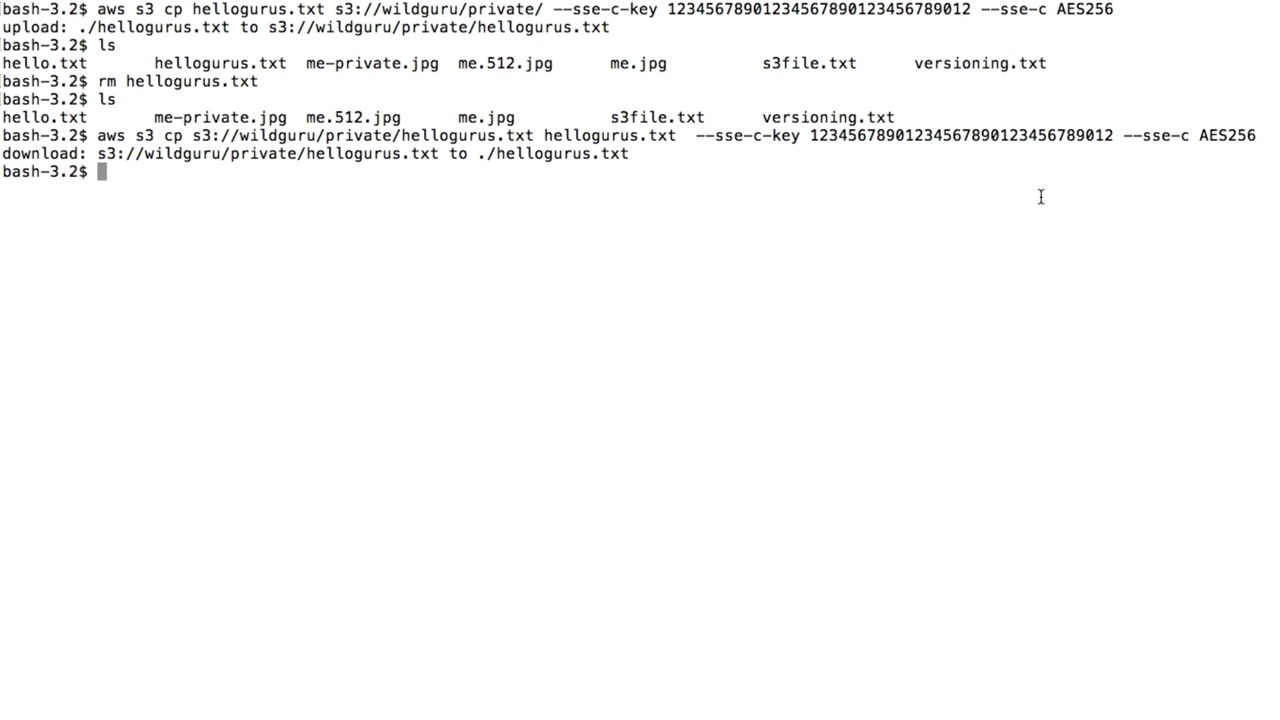 bash-3.2$ aws s3 cp hellogurus.txt s3://wildguru/private/ --sse-c-key 12345678901234567890123456789012 --sse-c AES256
upload: ./hellogurus.txt to s3://wildguru/private/hellogurus.txt
bash-3.2$ ls
hello.txt hellogurus.txt me-private.jpg me.512.jpg me.jpg s3file.txt versioning.txt
bash-3.2$ rm hellogurus.txt
bash-3.2$ ls
hello.txt me-private.jpg me.512.jpg me.jpg s3file.txt versioning.txt
bash-3.2$ aws s3 cp s3://wildguru/private/hellogurus.txt hellogurus.txt --sse-c-key 12345678901234567890123456789012 --sse-c AES256
download: s3://wildguru/private/hellogurus.txt to ./hellogurus.txt
bash-3.2$